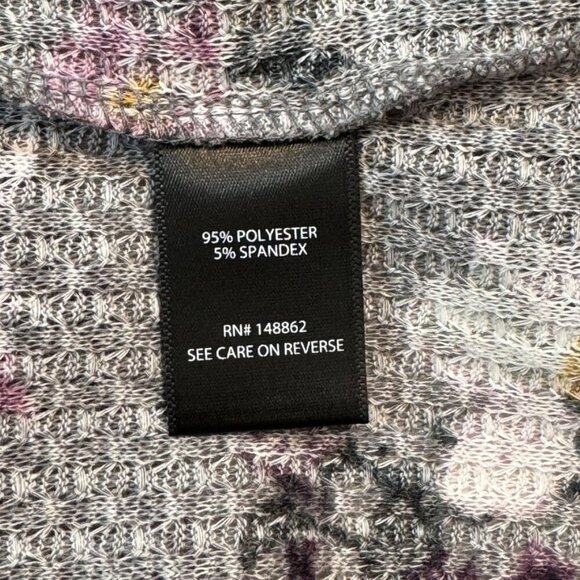 95% POLYESTER
5% SPANDEX
RN# 148862
SEE CARE ON REVERSE